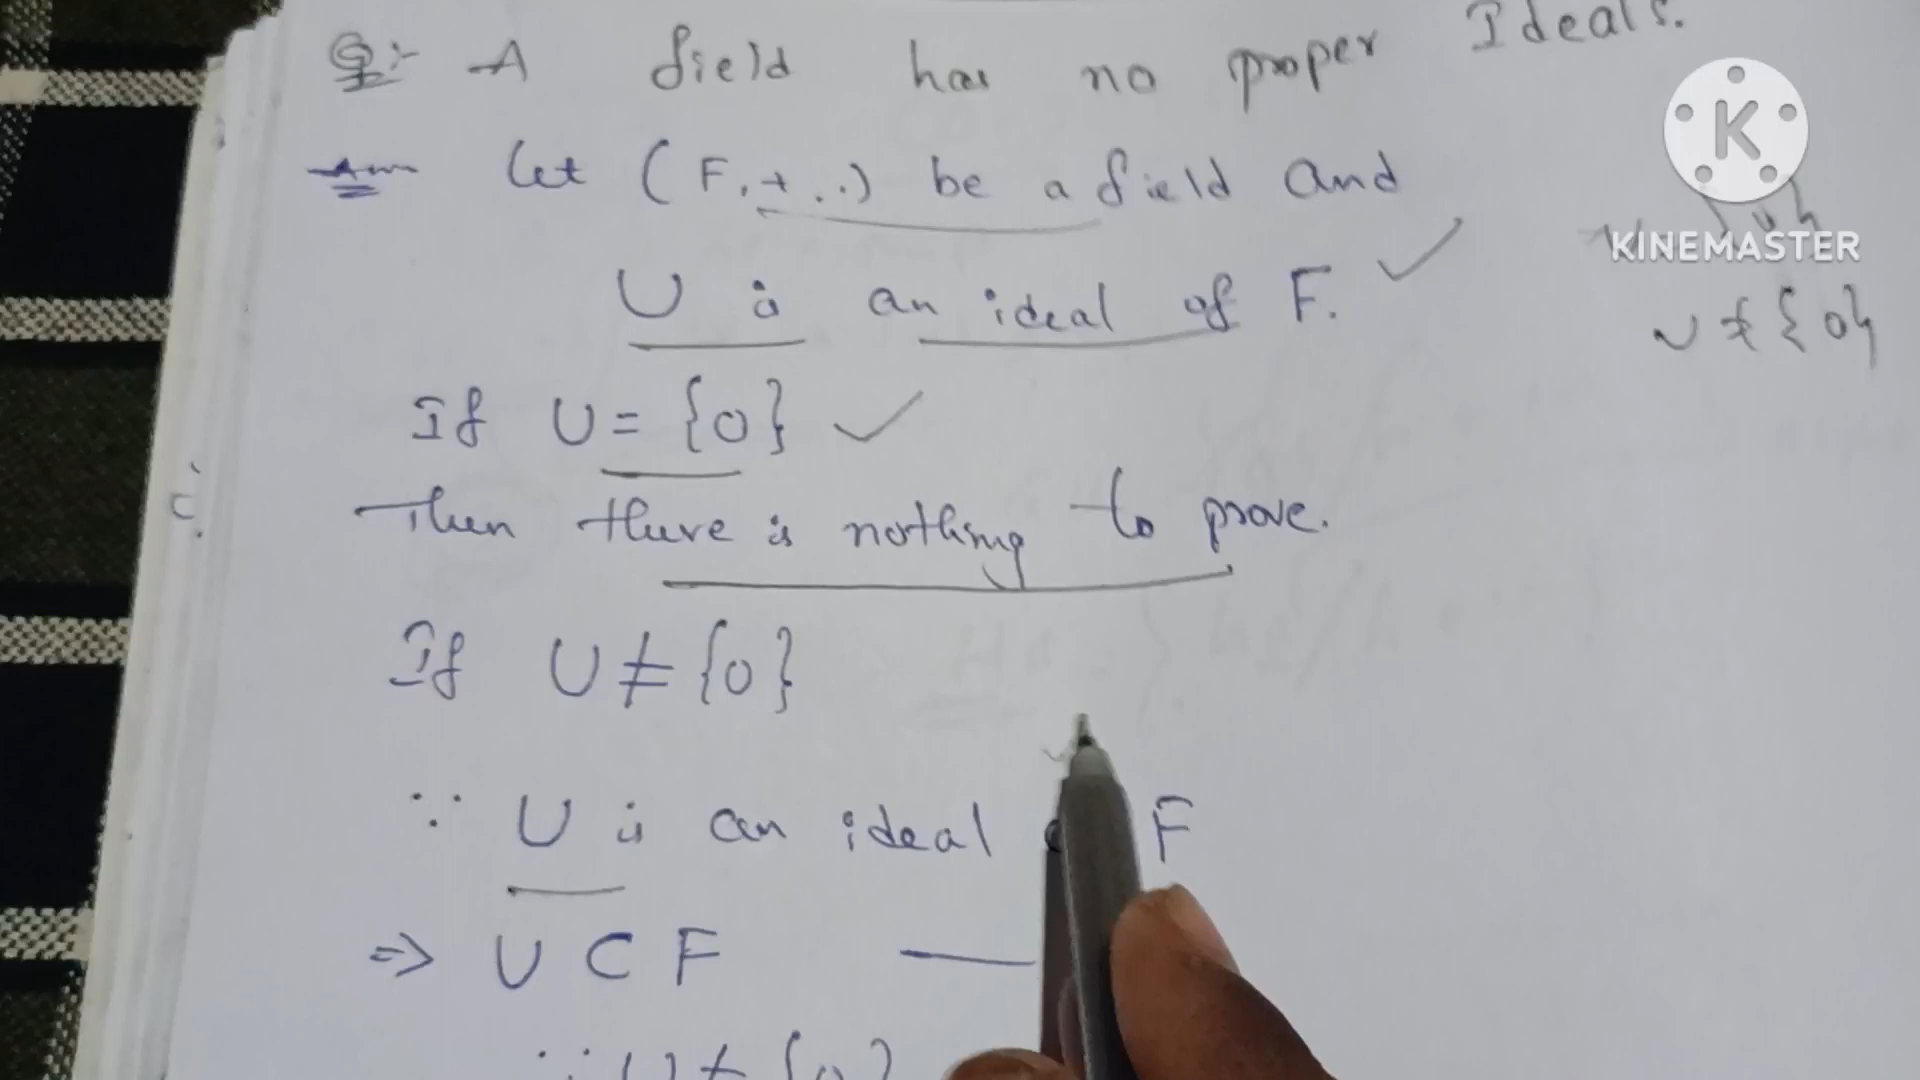 Q:- A field has no proper Ideals.
Ans Let (F, +, .) be a field and
U is an ideal of F.
If U = {0}
Then there is nothing to prove.
If U ≠ {0}
∵ U is an ideal F
⇒ U ⊂ F
∵ U ≠ {0}
U ≠ {0}
K
KINEMASTER